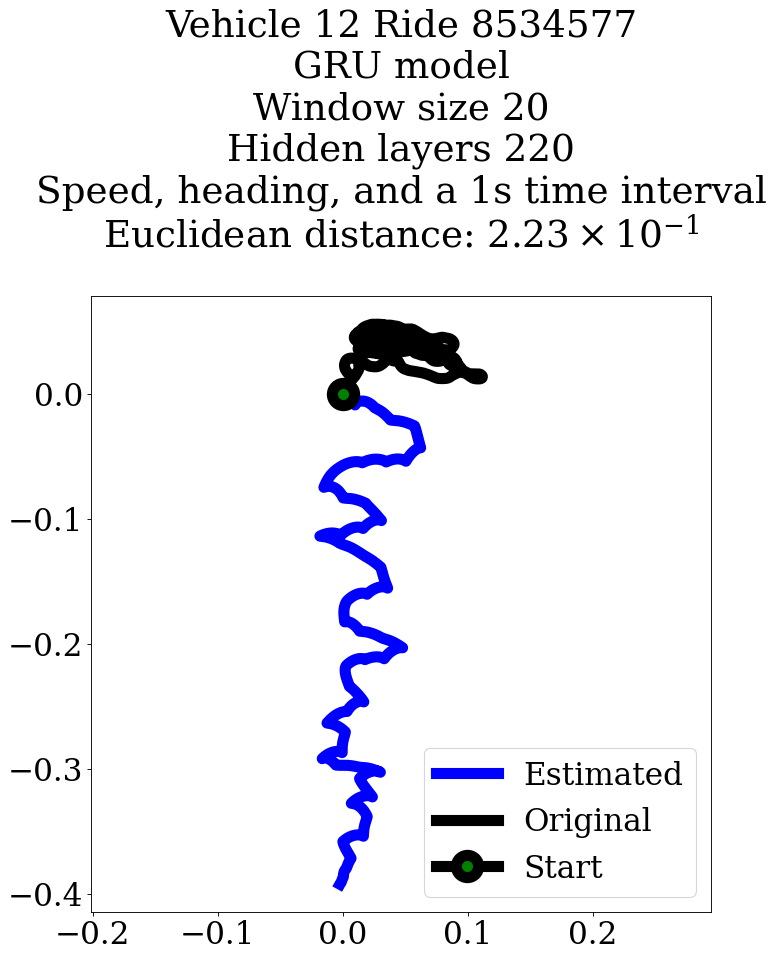 Vehicle 12 Ride 8534577
GRU model
Window size 20
Hidden layers 220
Speed, heading, and a 1s time interval
Euclidean distance: 2.23 × 10⁻¹
0.0
−0.1
−0.2
−0.3
−0.4
Estimated
Original
Start
−0.2 −0.1 0.0 0.1 0.2